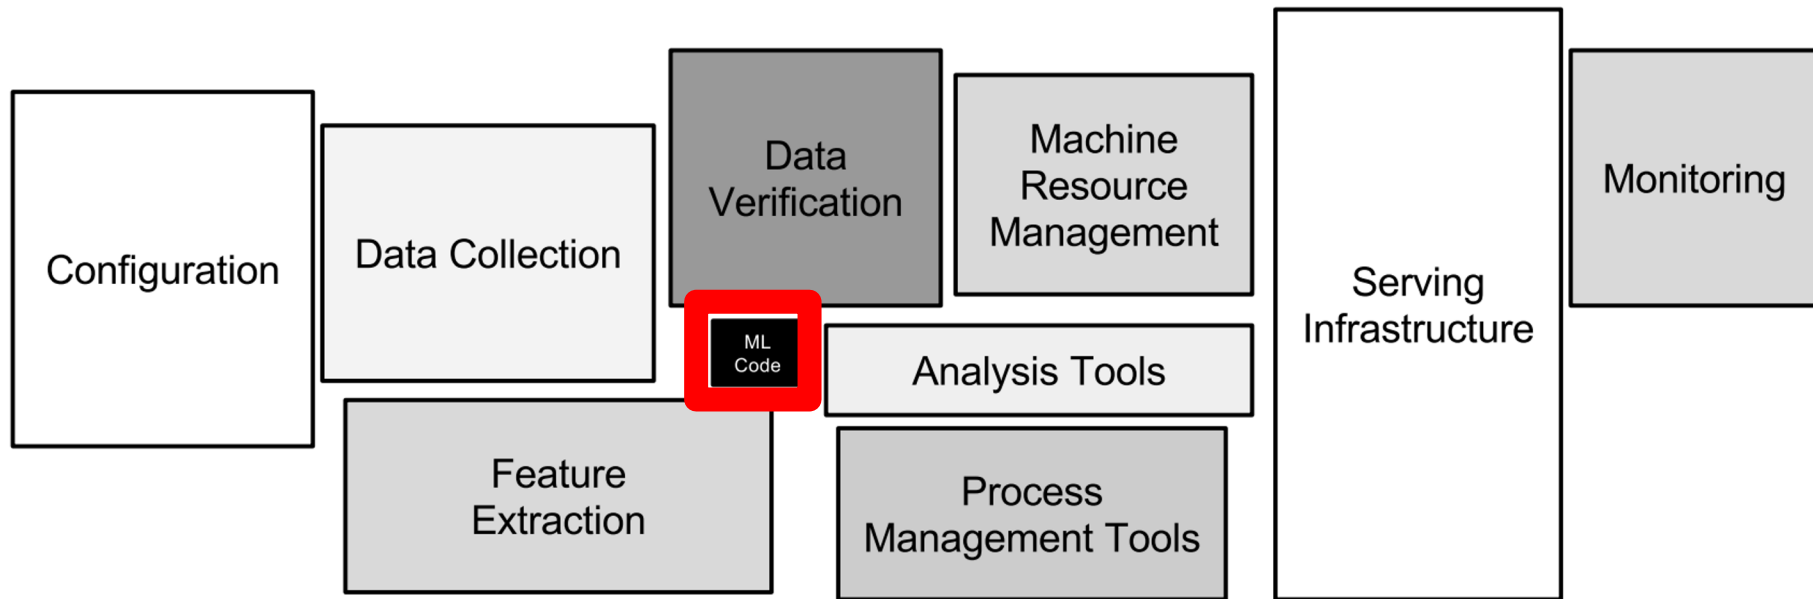 Configuration
Data Collection
Data
Verification
Machine
Resource
Management
Monitoring
Serving
Infrastructure
ML
Code
Analysis Tools
Feature
Extraction
Process
Management Tools